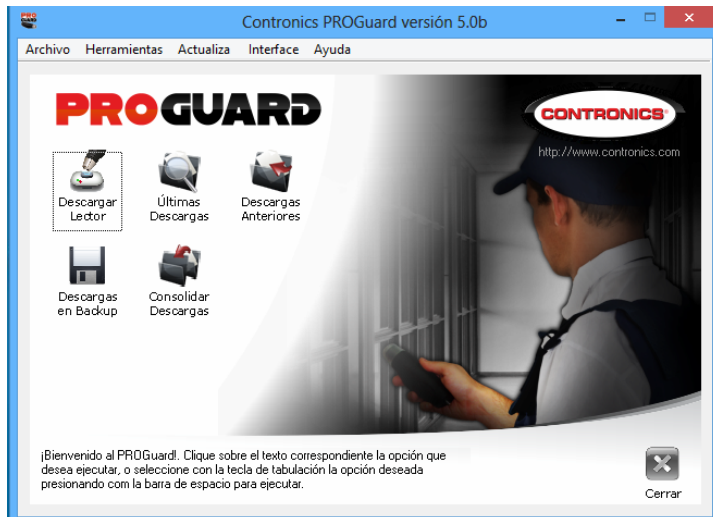 PRO
GUARD
Contronics PROGuard versión 5.0b
Archivo Herramientas Actualiza Interface Ayuda
PROGUARD
CONTRONICS®
http://www.contronics.com
Descargar
Lector
Últimas
Descargas
Descargas
Anteriores
Descargas
en Backup
Consolidar
Descargas
¡Bienvenido al PROGuard!. Clique sobre el texto correspondiente la opción que
desea ejecutar, o seleccione con la tecla de tabulación la opción deseada
presionando com la barra de espacio para ejecutar.
Cerrar